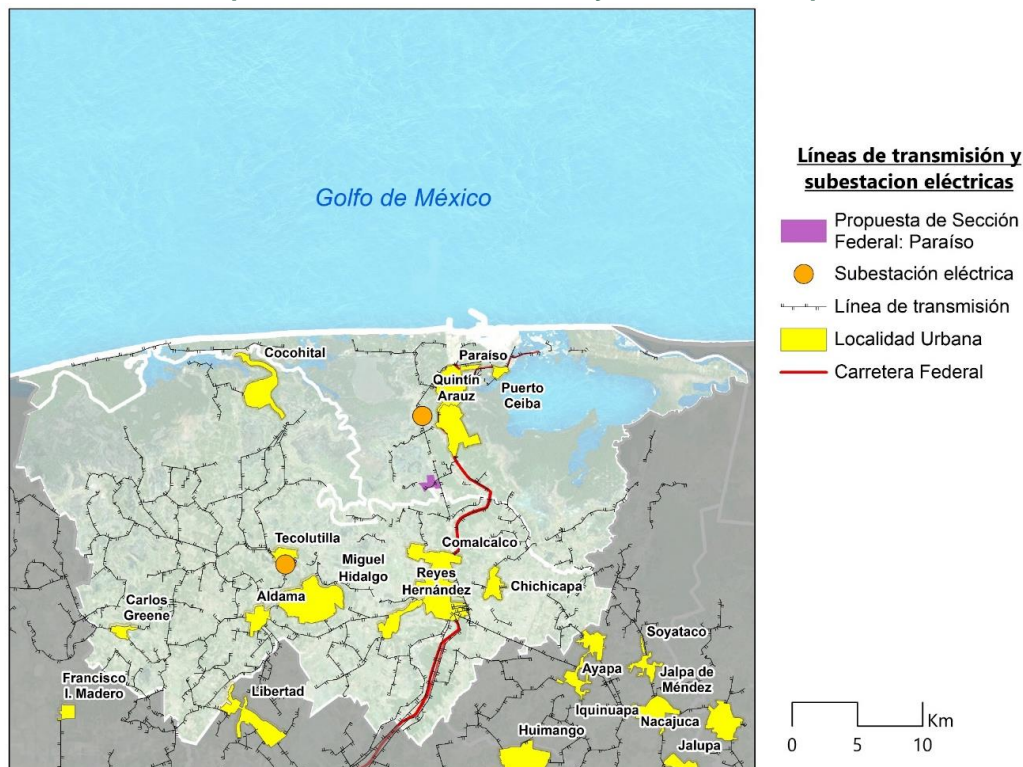 Golfo de México
Cocohital
Paraíso
Quintín
Arauz
Puerto
Ceiba
Tecolutilla
Miguel
Hidalgo
Comalcalco
Reyes
Hernández
Chichicapa
Aldama
Carlos
Greene
Soyataco
Francisco
I. Madero
Libertad
Ayapa
Jalpa de
Méndez
Iquinuapa
Nacajuca
Huimango
Jalupa
Líneas de transmisión y
subestacion eléctricas
Propuesta de Sección
Federal: Paraíso
Subestación eléctrica
Línea de transmisión
Localidad Urbana
Carretera Federal
Km
0 5 10